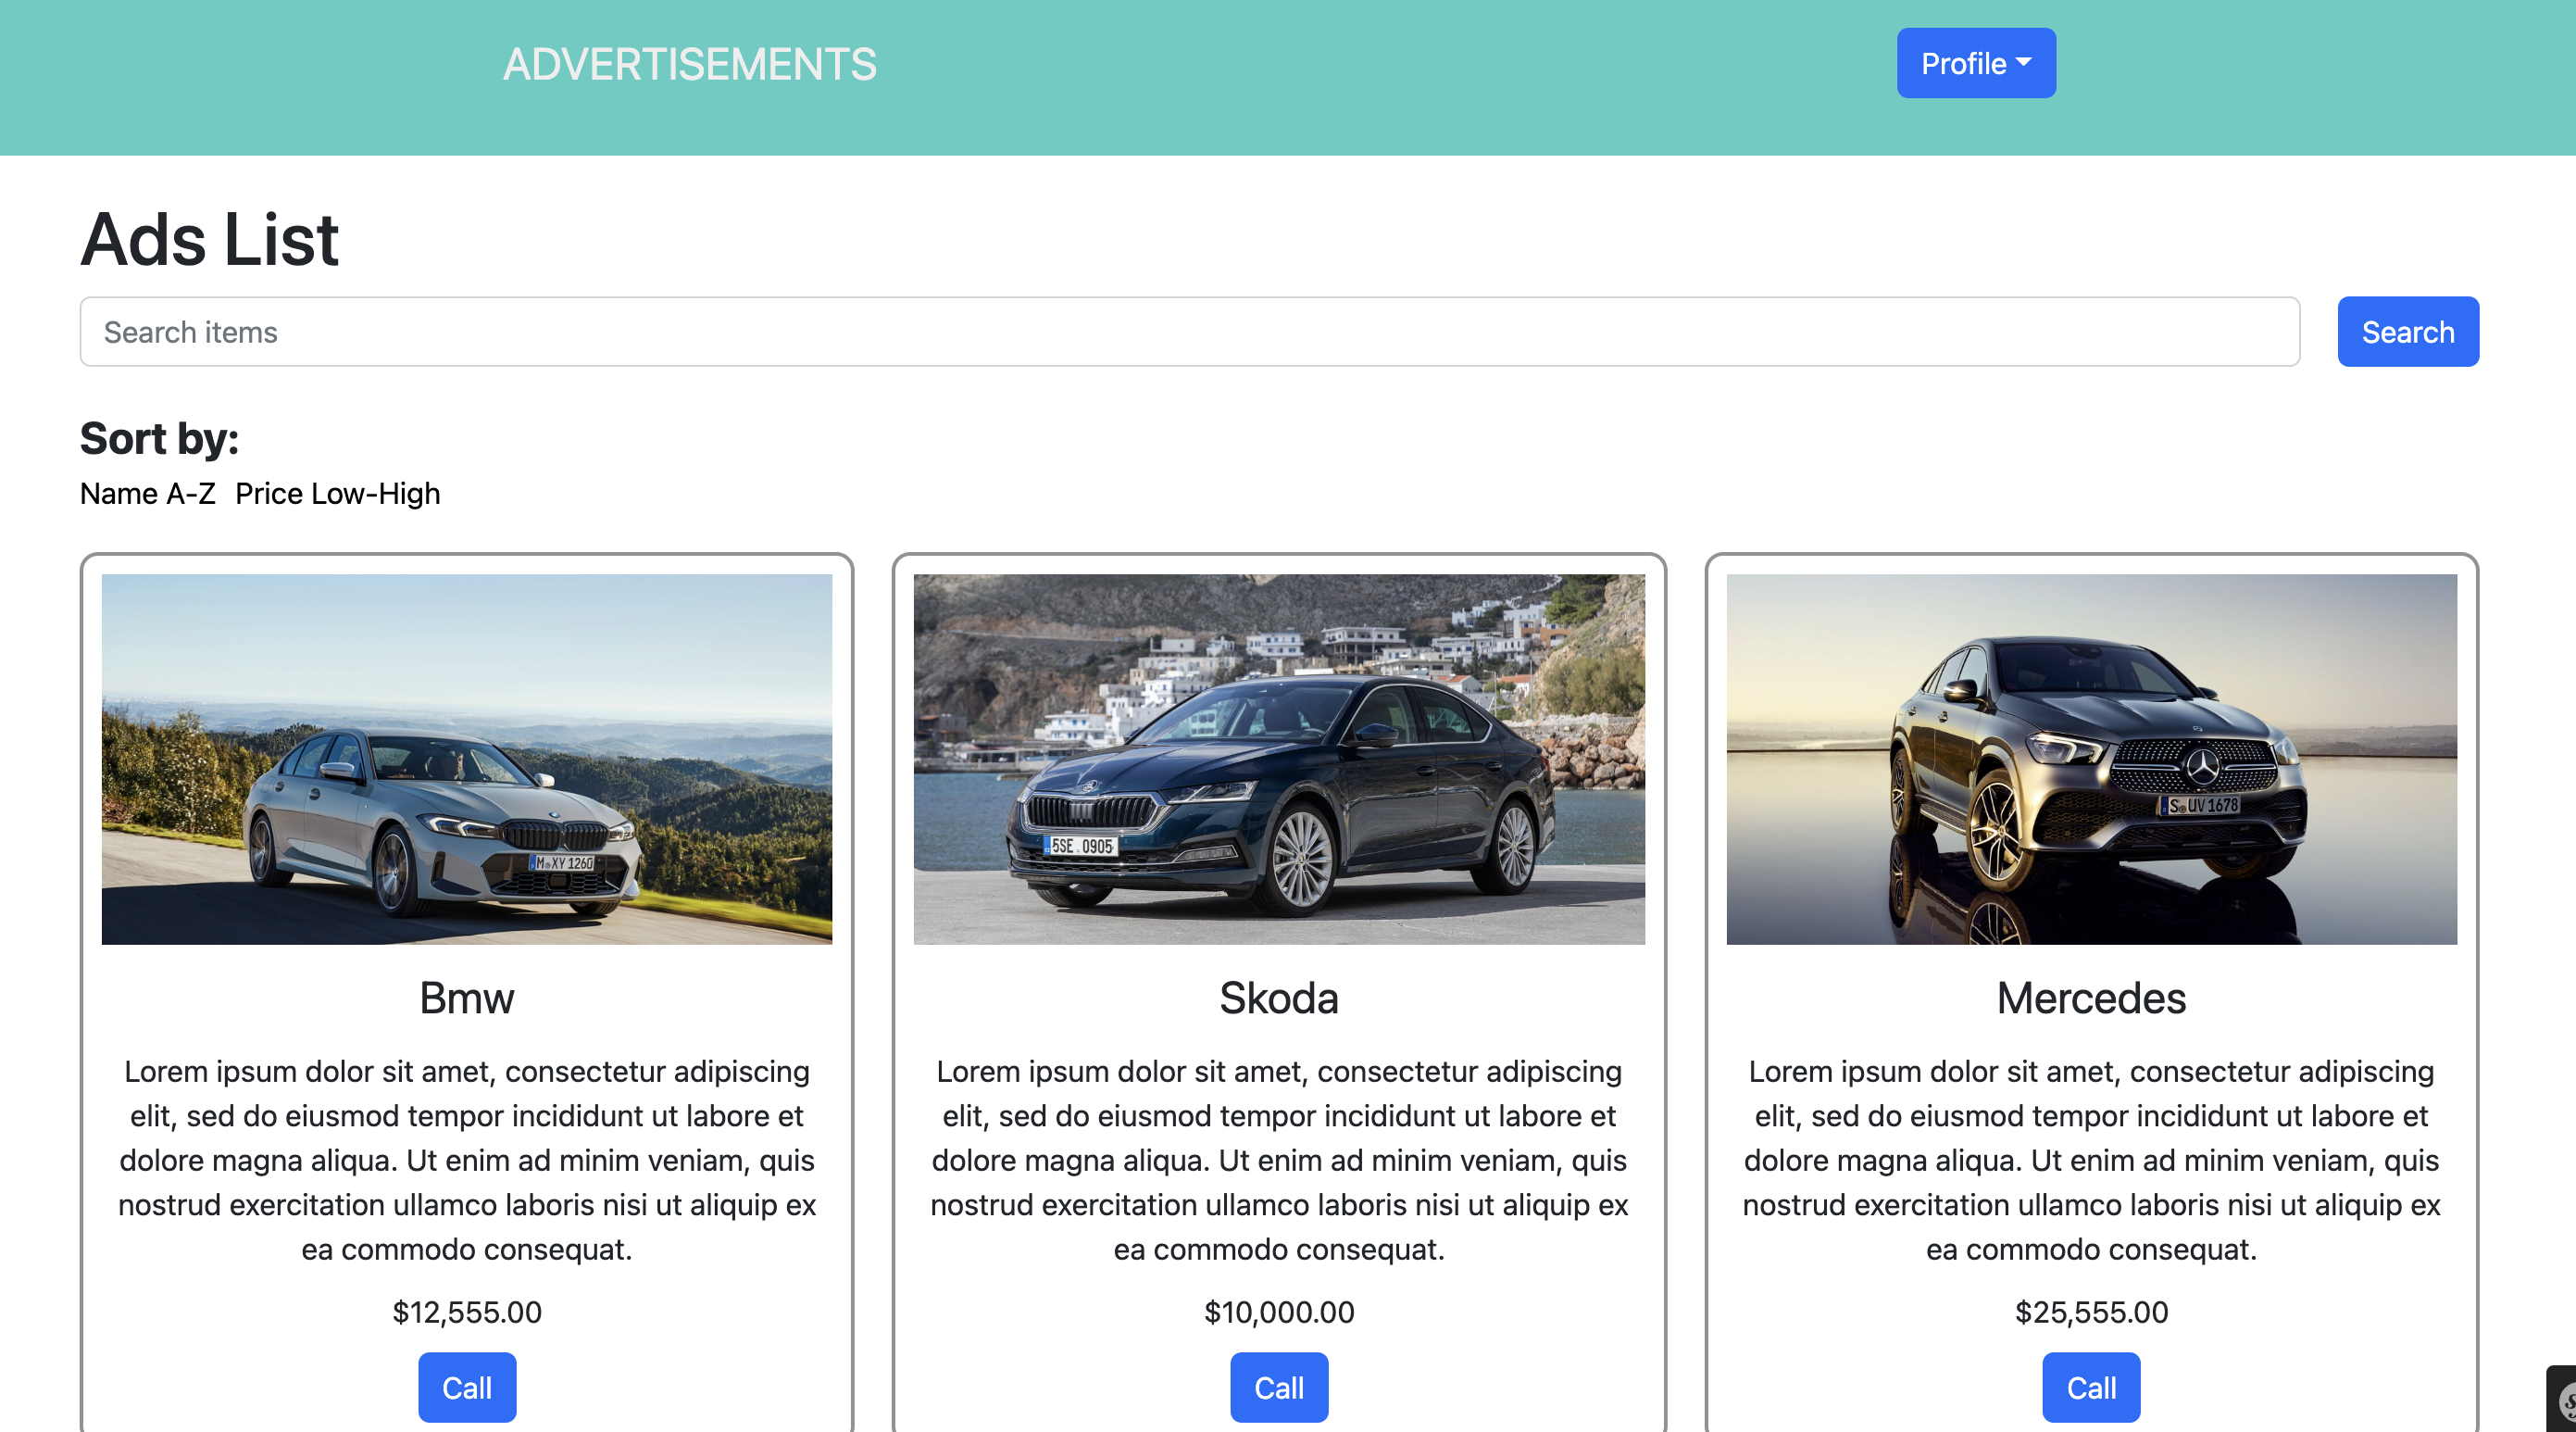 ADVERTISEMENTS
Profile
Ads List
Search items
Search
Sort by:
Name A-Z Price Low-High
M XY 1260
5SE 0905
S UV 1678
Bmw
Lorem ipsum dolor sit amet, consectetur adipiscing
elit, sed do eiusmod tempor incididunt ut labore et
dolore magna aliqua. Ut enim ad minim veniam, quis
nostrud exercitation ullamco laboris nisi ut aliquip ex
ea commodo consequat.
$12,555.00
Call
Skoda
Lorem ipsum dolor sit amet, consectetur adipiscing
elit, sed do eiusmod tempor incididunt ut labore et
dolore magna aliqua. Ut enim ad minim veniam, quis
nostrud exercitation ullamco laboris nisi ut aliquip ex
ea commodo consequat.
$10,000.00
Call
Mercedes
Lorem ipsum dolor sit amet, consectetur adipiscing
elit, sed do eiusmod tempor incididunt ut labore et
dolore magna aliqua. Ut enim ad minim veniam, quis
nostrud exercitation ullamco laboris nisi ut aliquip ex
ea commodo consequat.
$25,555.00
Call